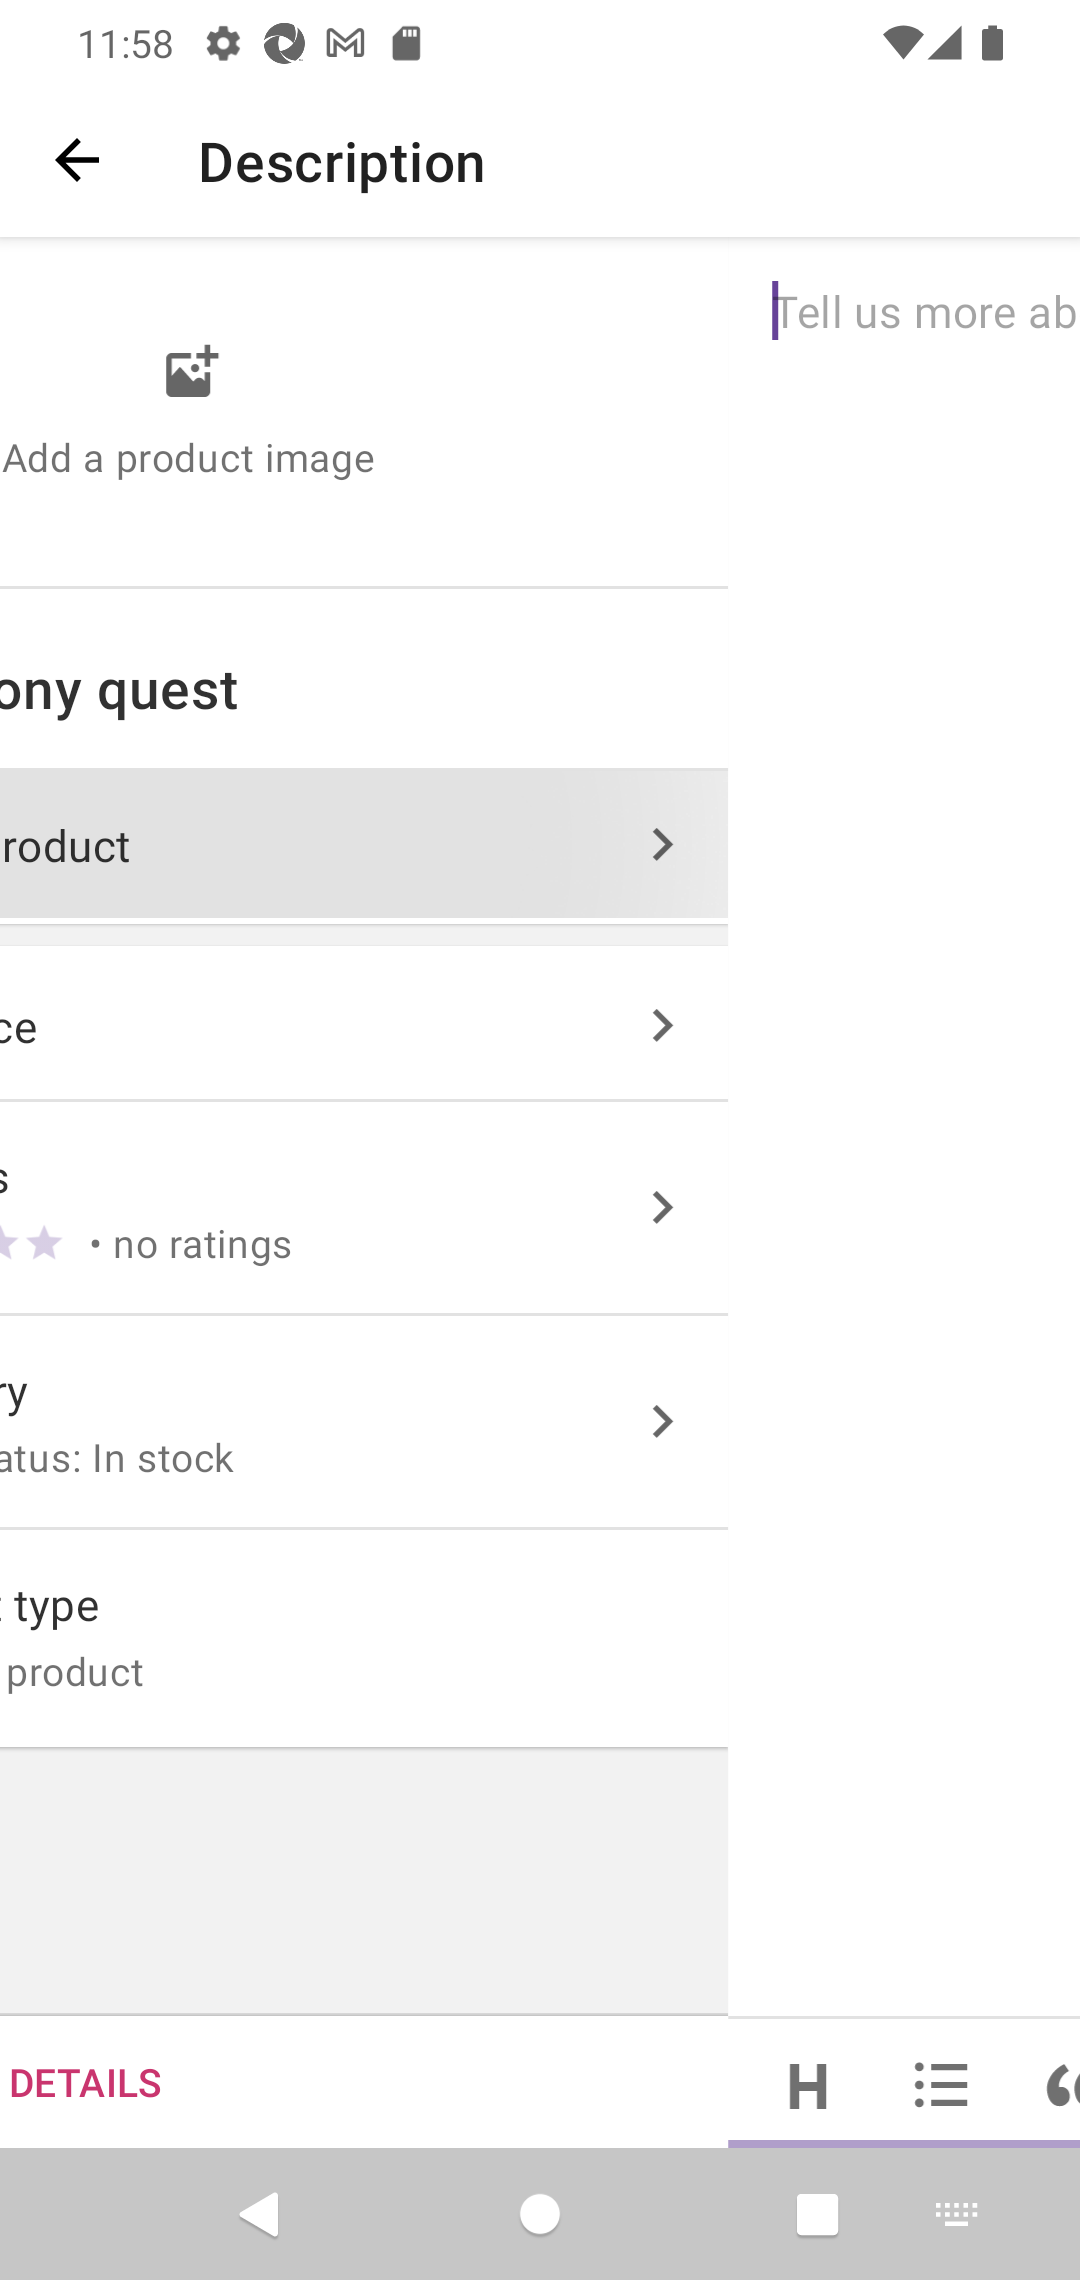 11:58
Description
Tell us more ab
Add a product image
ony quest
roduct
ce
s
• no ratings
ry
atus: In stock
type
product
DETAILS
H